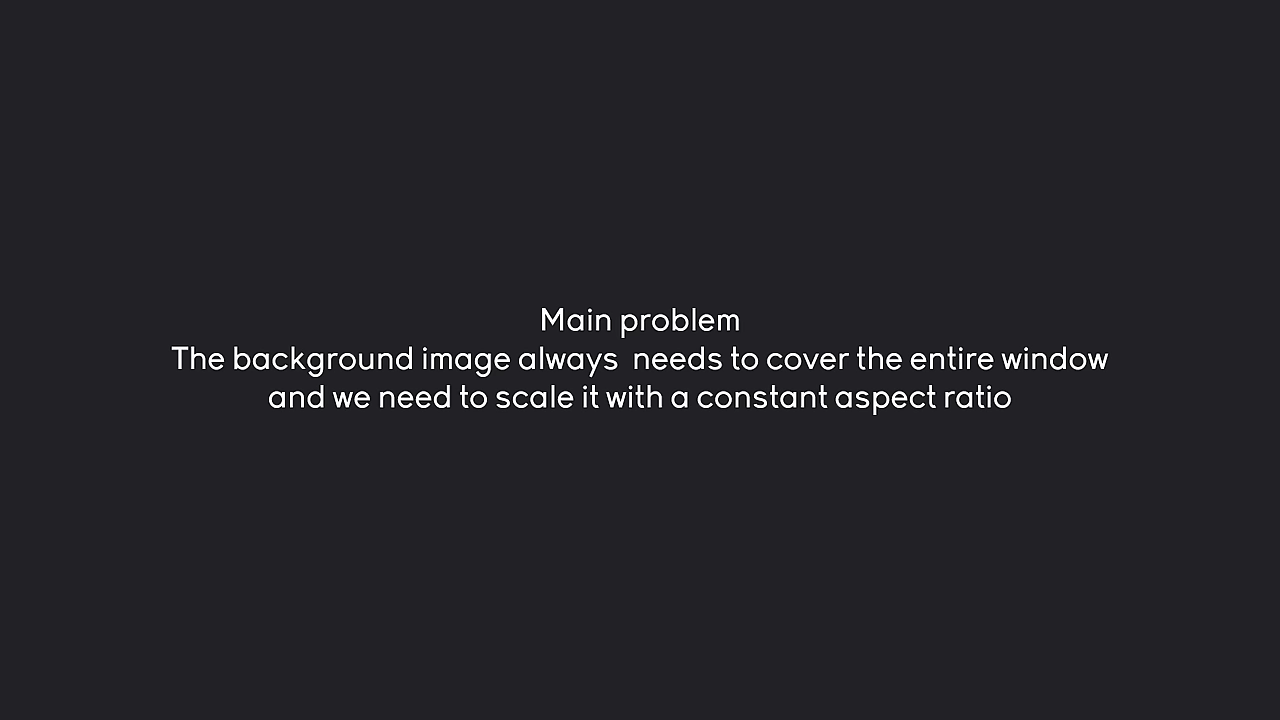 Main problem
The background image always  needs to cover the entire window
and we need to scale it with a constant aspect ratio